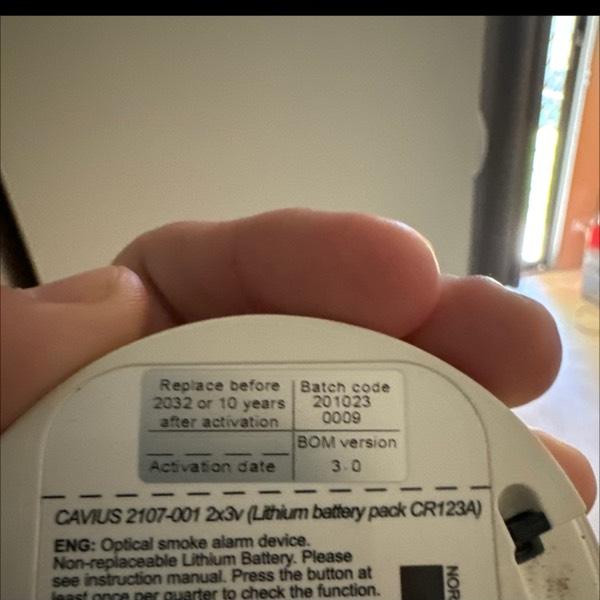 Replace before
2032 or 10 years
after activation
Activation date
Batch code
201023
0009
BOM version
3.0
CAVIUS 2107-001 2x3v (Lithium battery pack CR123A)
ENG: Optical smoke alarm device.
Non-replaceable Lithium Battery. Please
see instruction manual. Press the button at
least once per quarter to check the function.
NOR